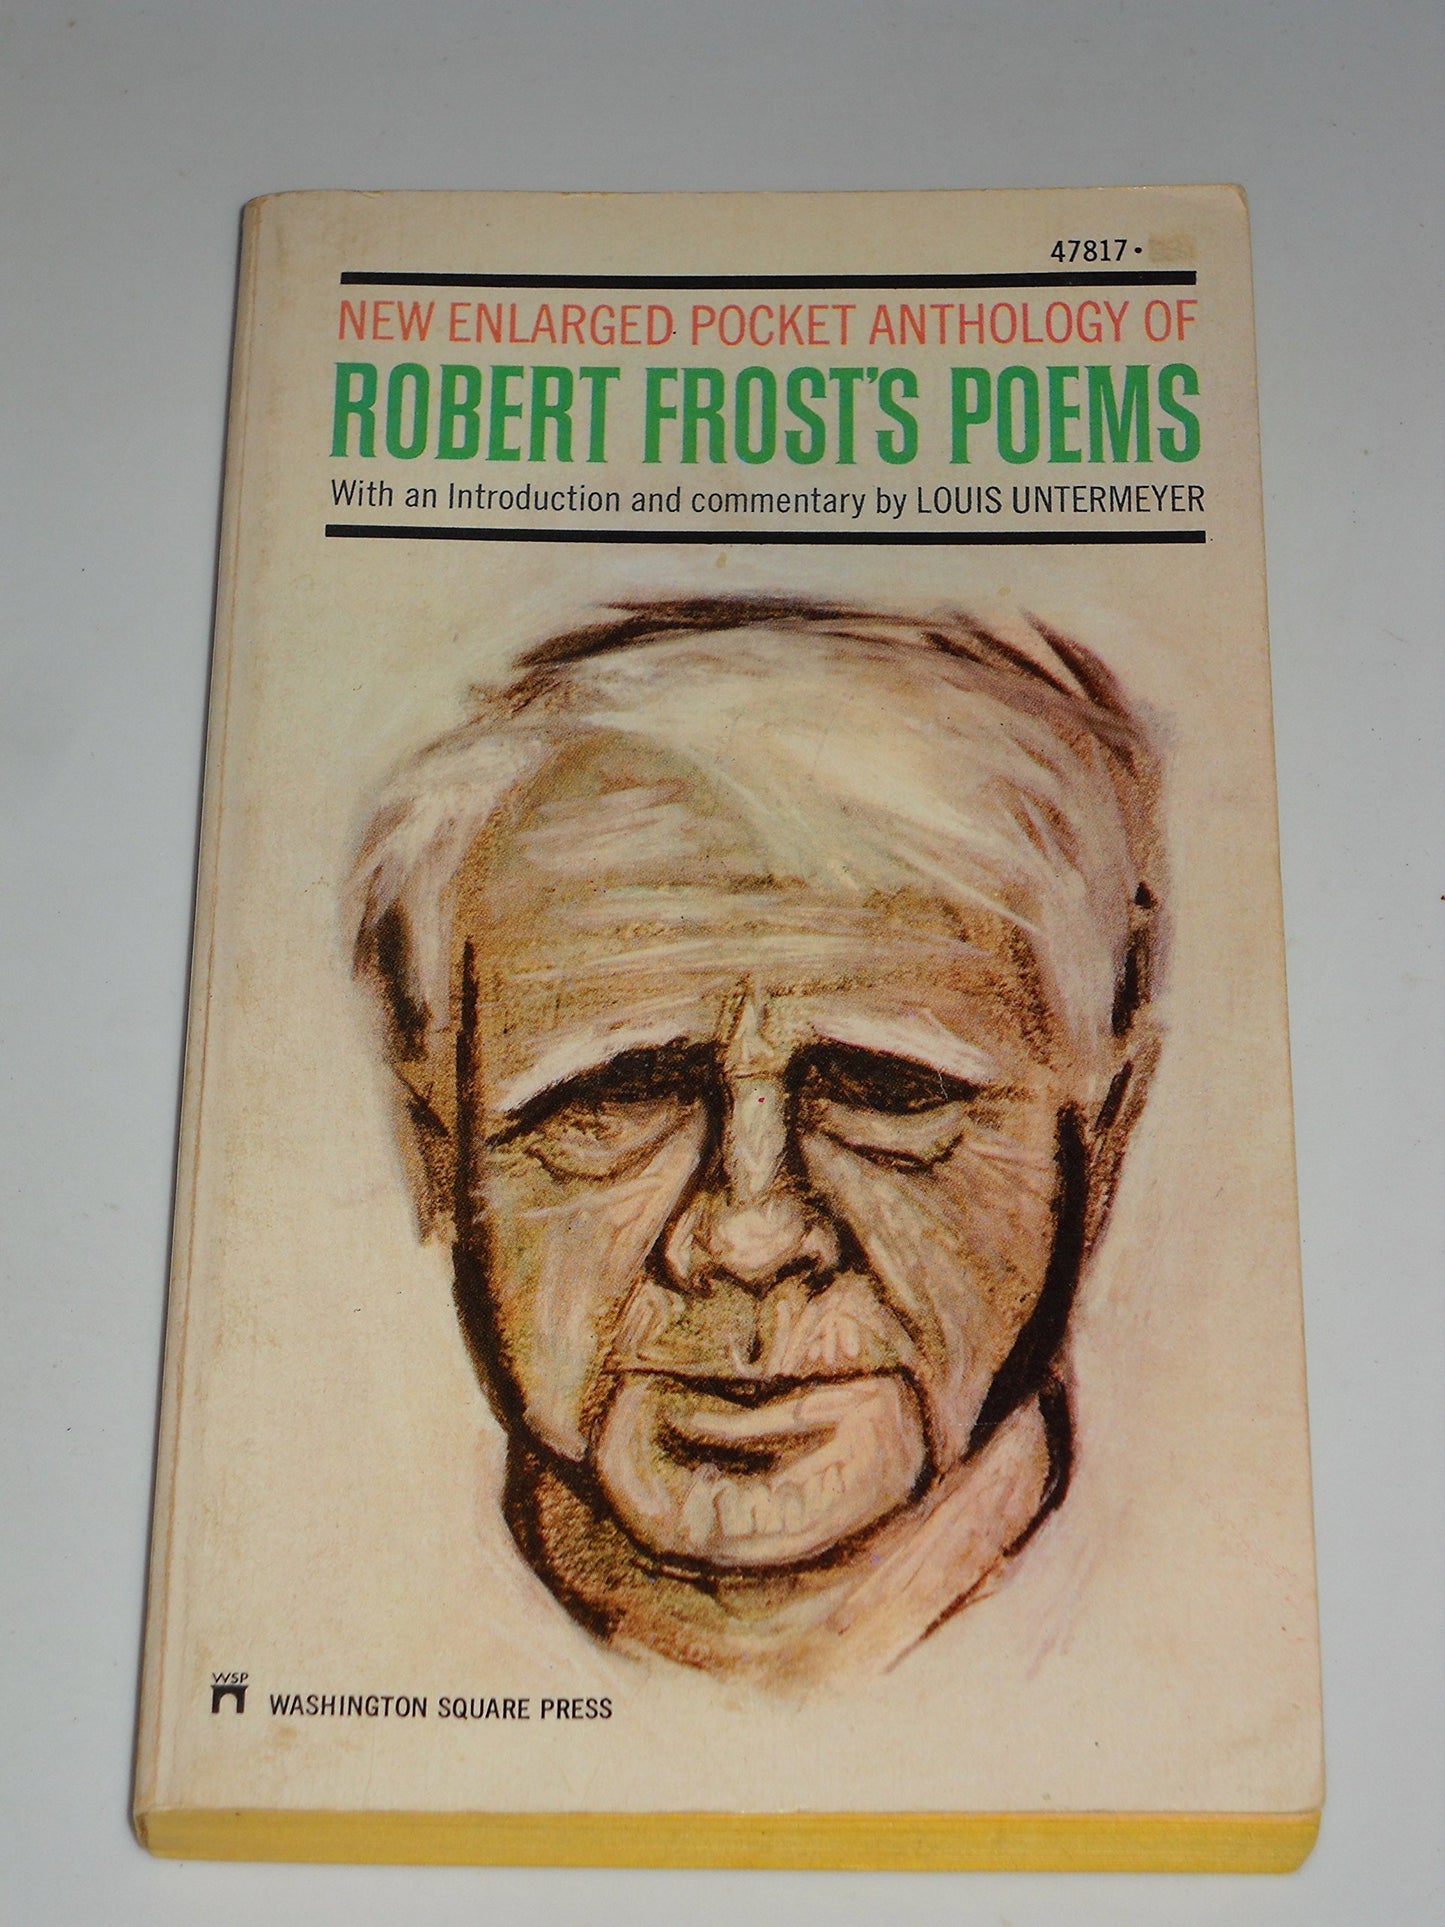 47817•
NEW ENLARGED POCKET ANTHOLOGY OF
ROBERT FROST'S POEMS
With an Introduction and commentary by LOUIS UNTERMEYER
WSP
WASHINGTON SQUARE PRESS